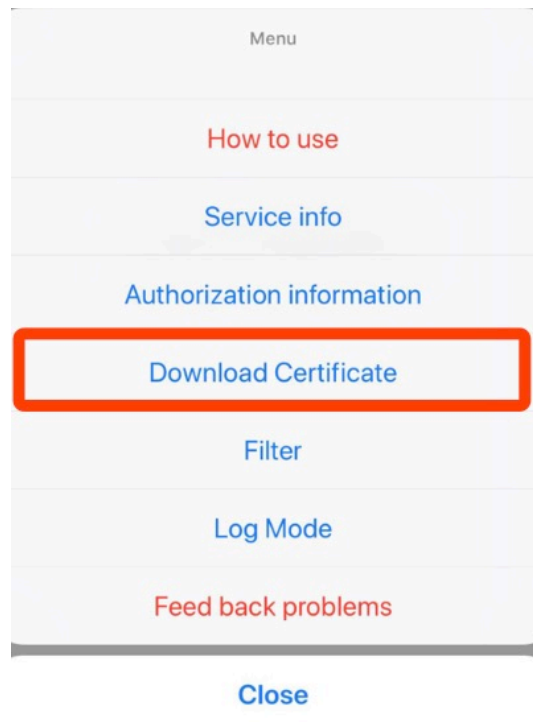 Menu
How to use
Service info
Authorization information
Download Certificate
Filter
Log Mode
Feed back problems
Close